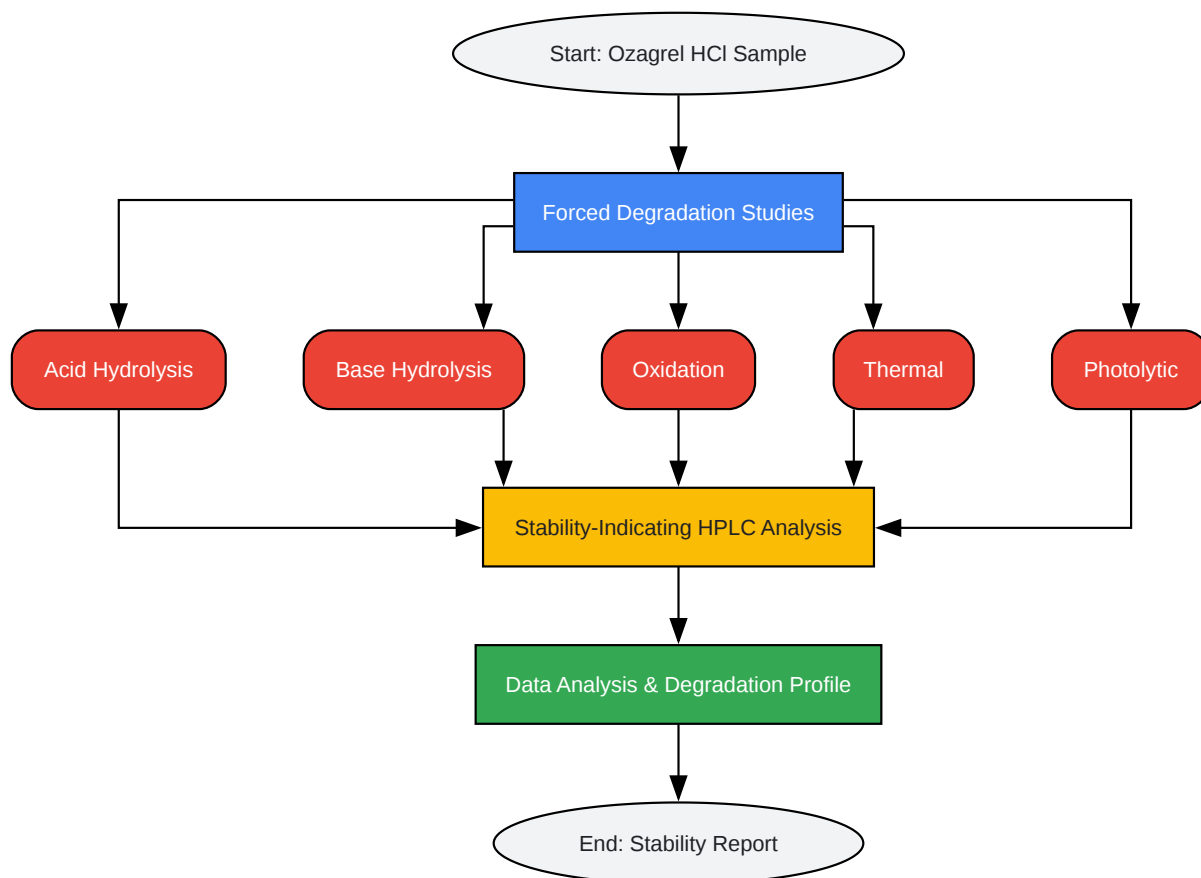 Start: Ozagrel HCl Sample
Forced Degradation Studies
Acid Hydrolysis
Base Hydrolysis
Oxidation
Thermal
Photolytic
Stability-Indicating HPLC Analysis
Data Analysis & Degradation Profile
End: Stability Report